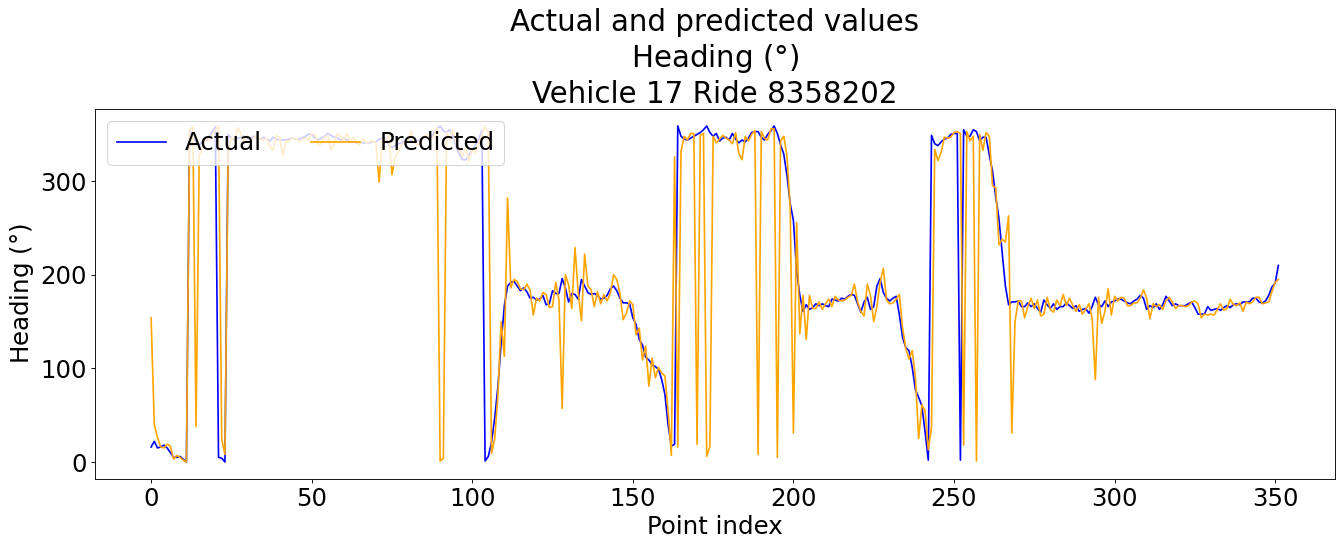 Actual and predicted values
Heading (°)
Vehicle 17 Ride 8358202
Actual Predicted
300
200
100
0
Heading (°)
0 50 100 150 200 250 300 350
Point index